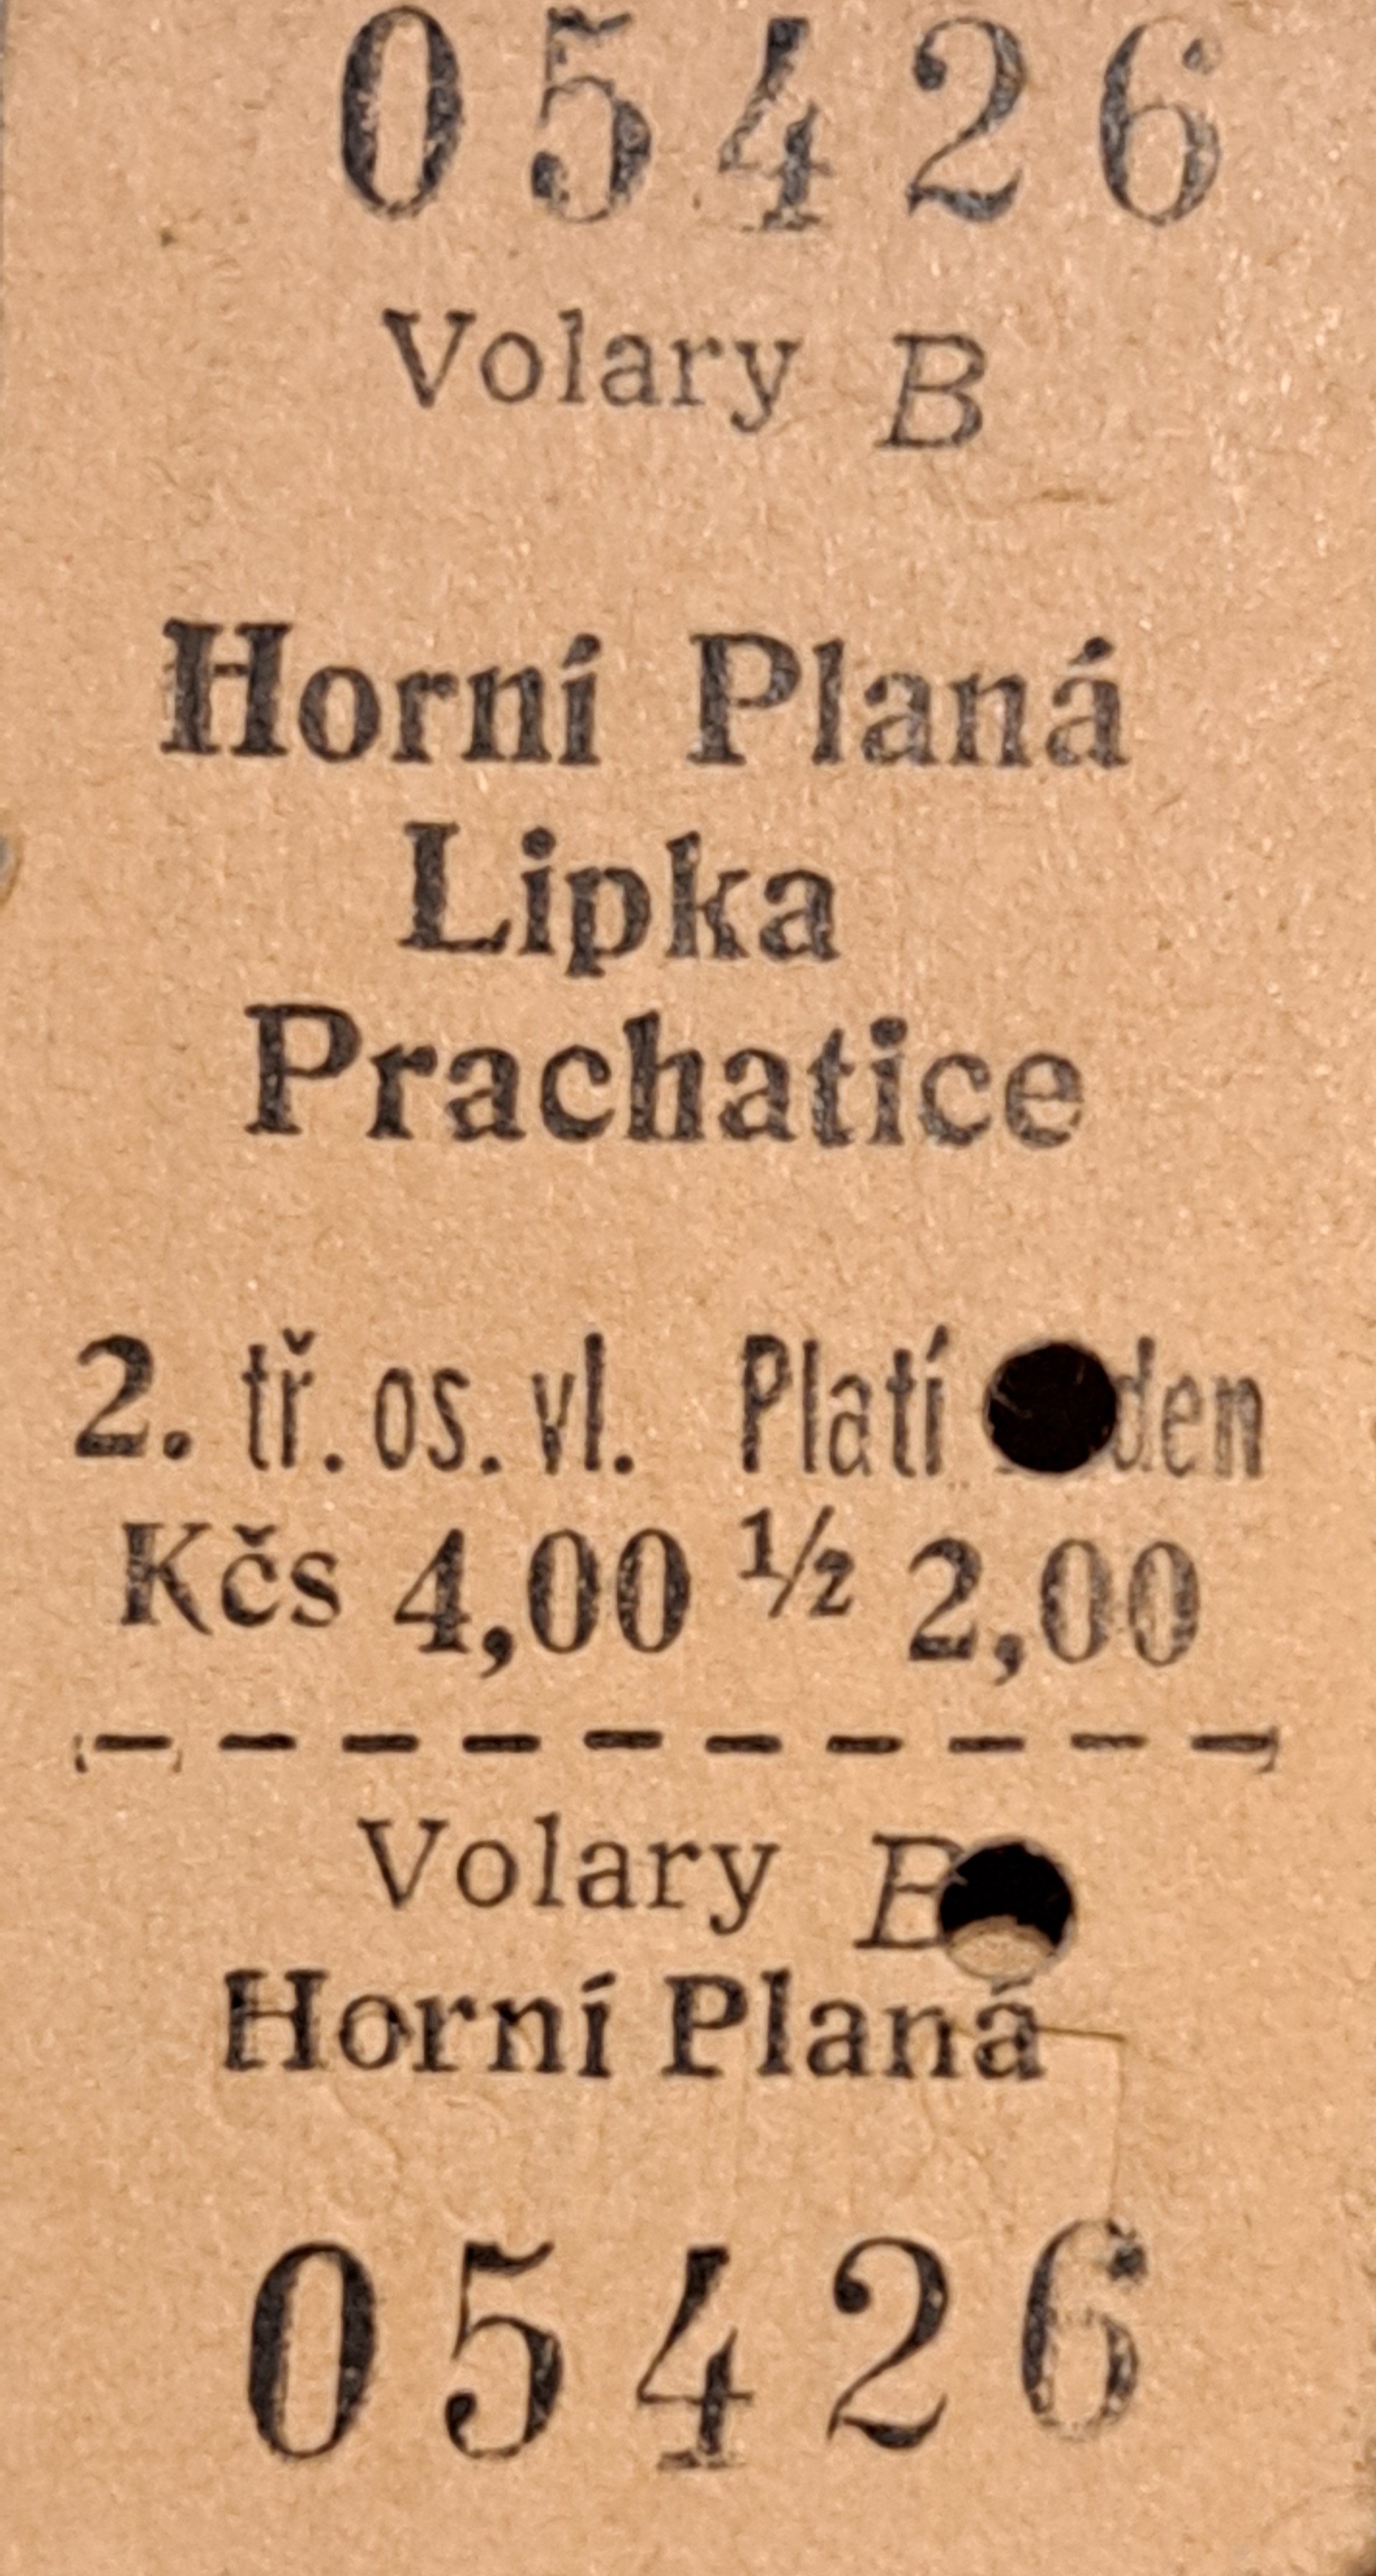 05426
Volary B
Horní Planá
Lipka
Prachatice
2. tř. os. vl. Platí den
Kčs 4,00 ½ 2,00
Volary B
Horní Planá
05426